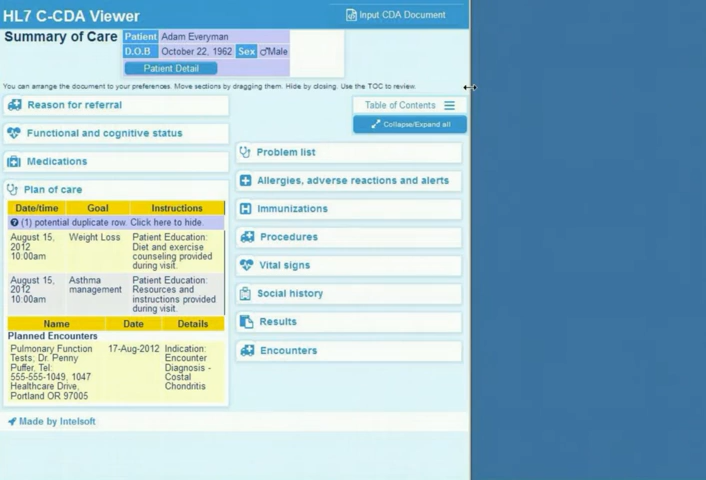 HL7 C-CDA Viewer
Input CDA Document
Summary of Care
Patient Adam Everyman
D.O.B October 22, 1962 Sex ♂Male
Patient Detail
You can arrange the document to your preferences. Move sections by dragging them. Hide by closing. Use the TOC to review.
Reason for referral
Functional and cognitive status
Medications
Plan of care
Date/time Goal Instructions
(1) potential duplicate row. Click here to hide.
August 15, 2012 10:00am
Weight Loss
Patient Education:
Diet and exercise
counseling provided
during visit.
August 15, 2012 10:00am
Asthma
management
Patient Education:
Resources and
instructions provided
during visit.
Name Date Details
Planned Encounters
Pulmonary Function
Tests; Dr. Penny
Puffer, Tel:
555-555-1049, 1047
Healthcare Drive,
Portland OR 97005
17-Aug-2012
Indication:
Encounter
Diagnosis -
Costal
Chondritis
Table of Contents
Collapse/Expand all
Problem list
Allergies, adverse reactions and alerts
Immunizations
Procedures
Vital signs
Social history
Results
Encounters
Made by Intelsoft